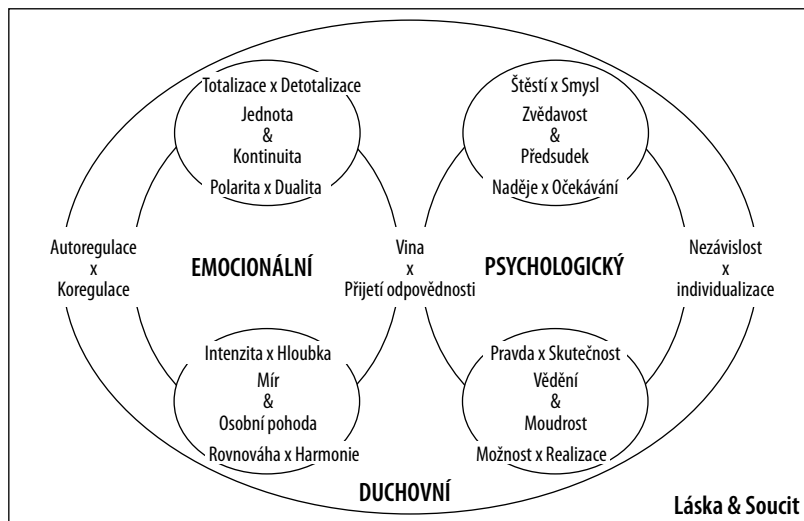 Totalizace x Detotalizace
Jednota
&
Kontinuita
Polarita x Dualita
Štěstí x Smysl
Zvědavost
&
Předsudek
Naděje x Očekávání
Autoregulace
x
Koregulace
EMOCIONÁLNÍ
Vina
x
Přijetí odpovědnosti
PSYCHOLOGICKÝ
Nezávislost
x
individualizace
Intenzita x Hloubka
Mír
&
Osobní pohoda
Rovnováha x Harmonie
Pravda x Skutečnost
Vědění
&
Moudrost
Možnost x Realizace
DUCHOVNÍ
Láska & Soucit